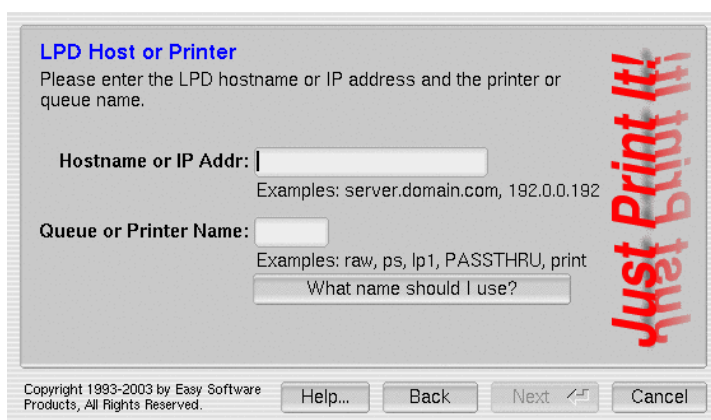 LPD Host or Printer
Please enter the LPD hostname or IP address and the printer or
queue name.
Hostname or IP Addr:
Examples: server.domain.com, 192.0.0.192
Queue or Printer Name:
Examples: raw, ps, lp1, PASSTHRU, print
What name should I use?
Just Print It!
Copyright 1993-2003 by Easy Software
Products, All Rights Reserved.
Help...
Back
Next
Cancel